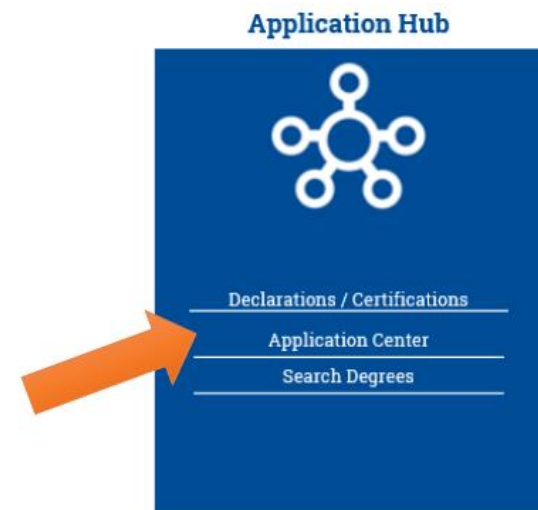 Application Hub
Declarations / Certifications
Application Center
Search Degrees